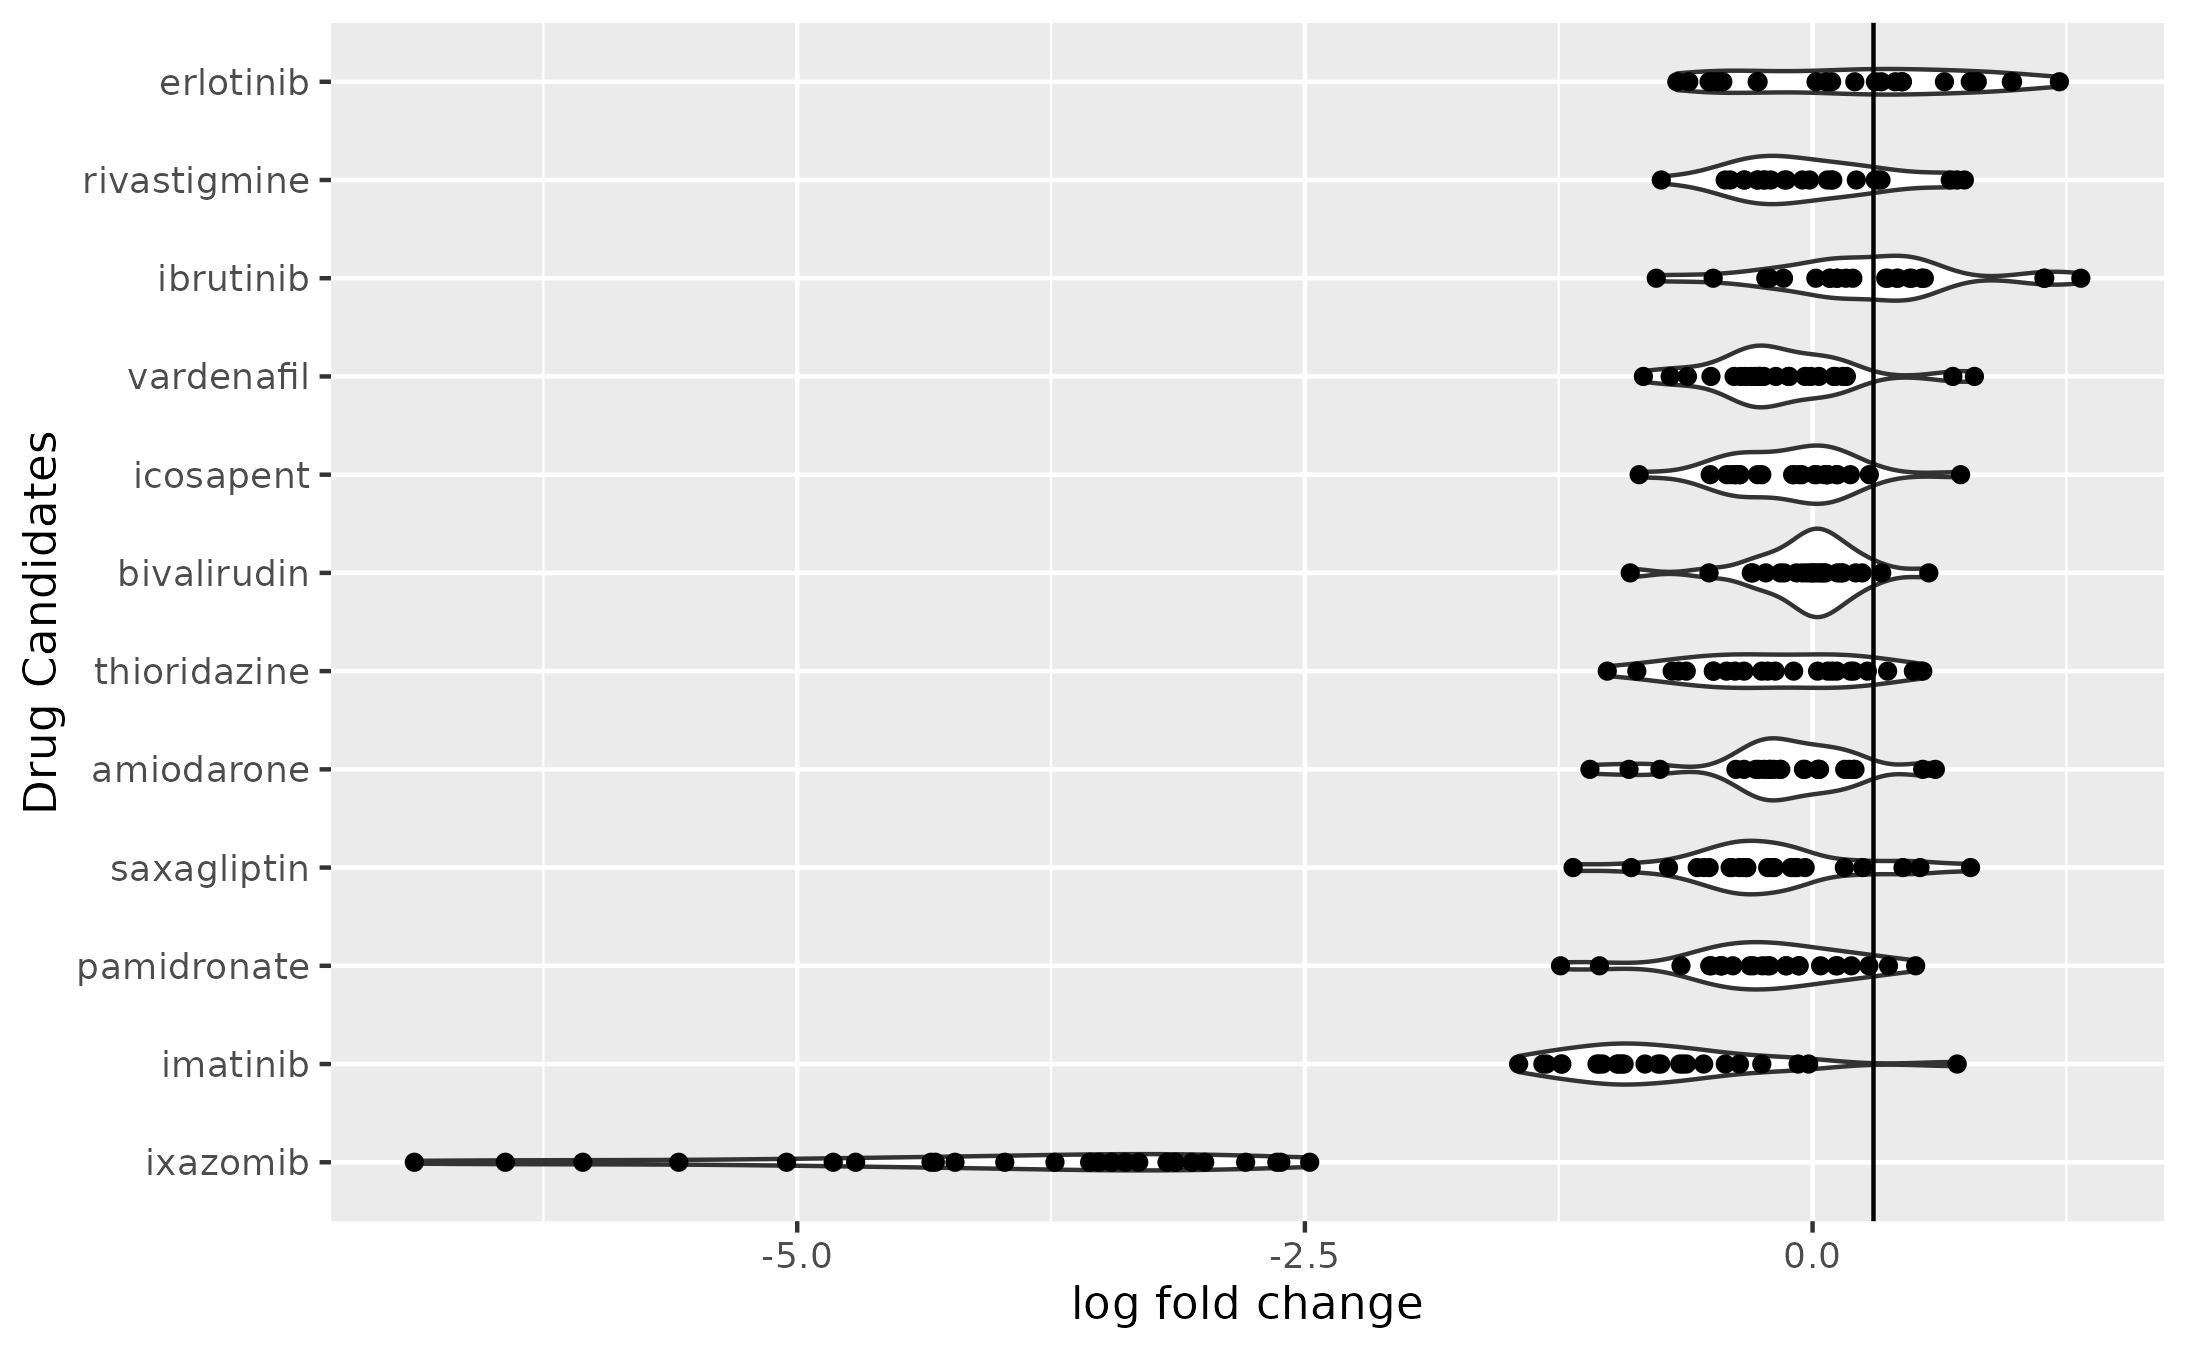 erlotinib
rivastigmine
ibrutinib
vardenafil
icosapent
bivalirudin
thioridazine
amiodarone
saxagliptin
pamidronate
imatinib
ixazomib
Drug Candidates
-5.0 -2.5 0.0
log fold change